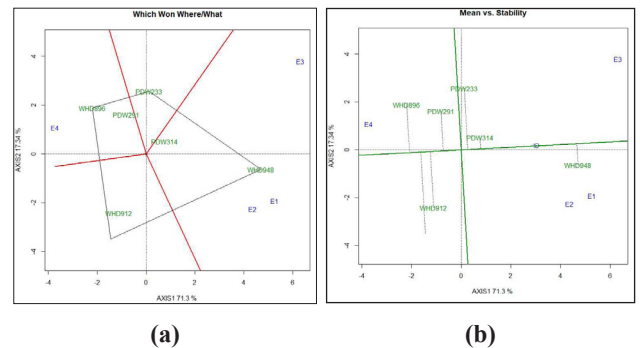 Which Won Where/What
AXIS2 17.34 %
4
2
0
-2
-4
-4
-2
0
2
4
6
AXIS1 71.3 %
E3
PDW233
WHD896
PDW291
E4
PDW314
WHD948
E1
E2
WHD912
(a)
Mean vs. Stability
AXIS2 17.34 %
4
2
0
-2
-4
-4
-2
0
2
4
6
AXIS1 71.3 %
E3
PDW233
WHD896
PDW291
E4
PDW314
WHD948
E1
E2
WHD912
(b)